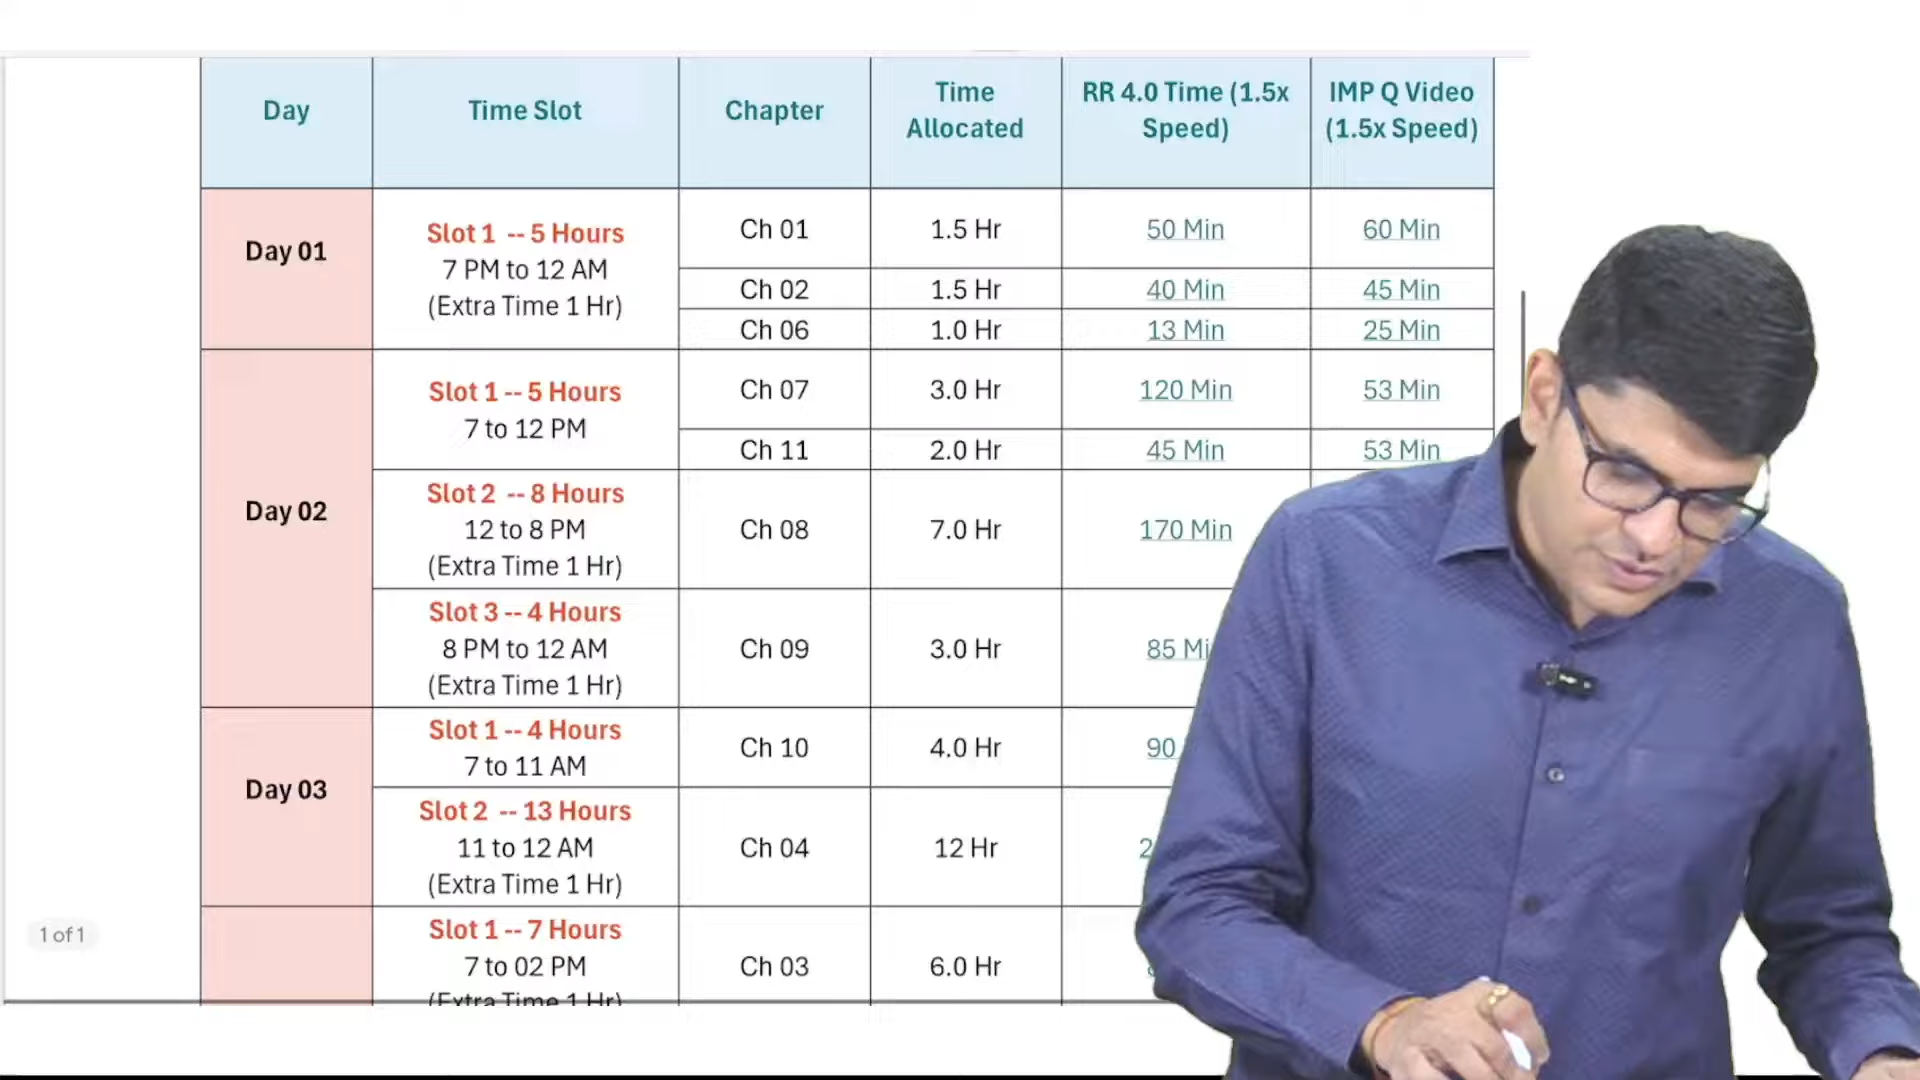 Day
Time Slot
Chapter
Time
Allocated
RR 4.0 Time (1.5x
Speed)
IMP Q Video
(1.5x Speed)
Day 01
Slot 1 -- 5 Hours
7 PM to 12 AM
(Extra Time 1 Hr)
Ch 01
1.5 Hr
50 Min
60 Min
Ch 02
1.5 Hr
40 Min
45 Min
Ch 06
1.0 Hr
13 Min
25 Min
Day 02
Slot 1 -- 5 Hours
7 to 12 PM
Ch 07
3.0 Hr
120 Min
53 Min
Ch 11
2.0 Hr
45 Min
53 Min
Slot 2 -- 8 Hours
12 to 8 PM
(Extra Time 1 Hr)
Ch 08
7.0 Hr
170 Min
Slot 3 -- 4 Hours
8 PM to 12 AM
(Extra Time 1 Hr)
Ch 09
3.0 Hr
85
Day 03
Slot 1 -- 4 Hours
7 to 11 AM
Ch 10
4.0 Hr
90
Slot 2 -- 13 Hours
11 to 12 AM
(Extra Time 1 Hr)
Ch 04
12 Hr
Slot 1 -- 7 Hours
7 to 02 PM
(Extra Time 1 Hr)
Ch 03
6.0 Hr
1 of 1